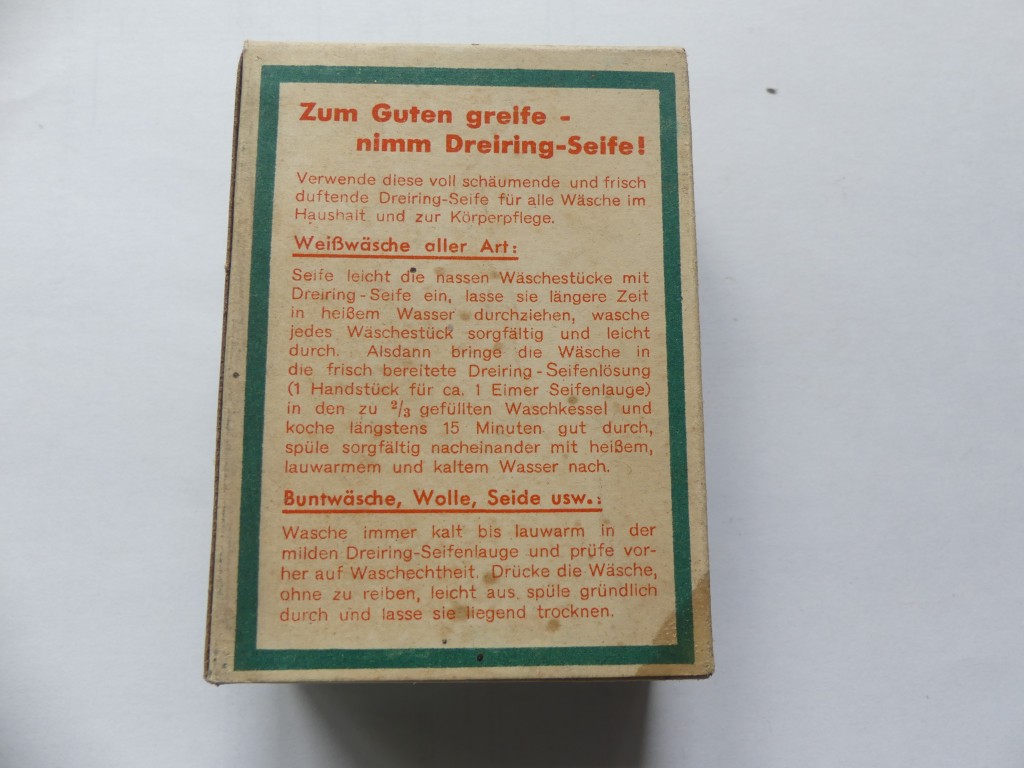 Zum Guten greife -
nimm Dreiring-Seife!
Verwende diese voll schäumende und frisch
duftende Dreiring-Seife für alle Wäsche im
Haushalt und zur Körperpflege.
Weißwäsche aller Art:
Seife leicht die nassen Wäschestücke mit
Dreiring-Seife ein, lasse sie längere Zeit
in heißem Wasser durchziehen, wasche
jedes Wäschestück sorgfältig und leicht
durch. Alsdann bringe die Wäsche in
die frisch bereitete Dreiring-Seifenlösung
(1 Handstück für ca. 1 Eimer Seifenlauge)
in den zu 2/3 gefüllten Waschkessel und
koche längstens 15 Minuten gut durch,
spüle sorgfältig nacheinander mit heißem,
lauwarmem und kaltem Wasser nach.
Buntwäsche, Wolle, Seide usw.:
Wasche immer kalt bis lauwarm in der
milden Dreiring-Seifenlauge und prüfe vor-
her auf Waschechtheit. Drücke die Wäsche,
ohne zu reiben, leicht aus, spüle gründlich
durch und lasse sie liegend trocknen.